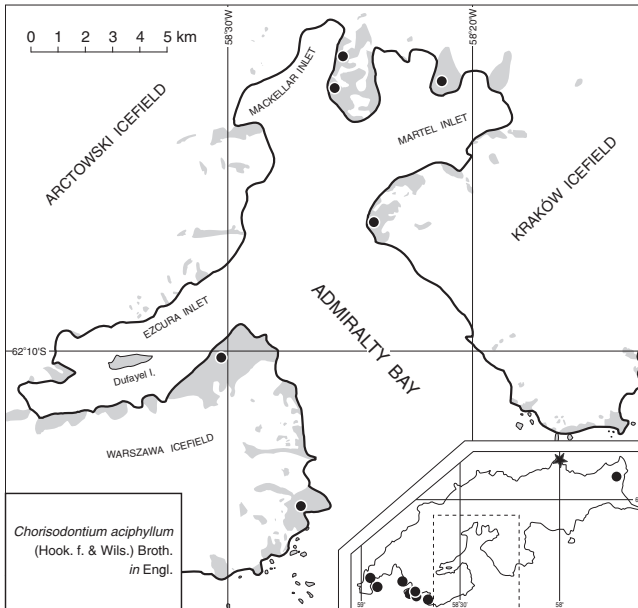 0 1 2 3 4 5 km
58°30'W
58°20'W
MACKELLAR INLET
MARTEL INLET
ARCTOWSKI ICEFIELD
KRAKÓW ICEFIELD
ADMIRALTY BAY
EZCURA INLET
62°10'S
Dufayel I.
WARSZAWA ICEFIELD
Chorisodontium aciphyllum
(Hook. f. & Wils.) Broth.
in Engl.
59°
58°30'
58°